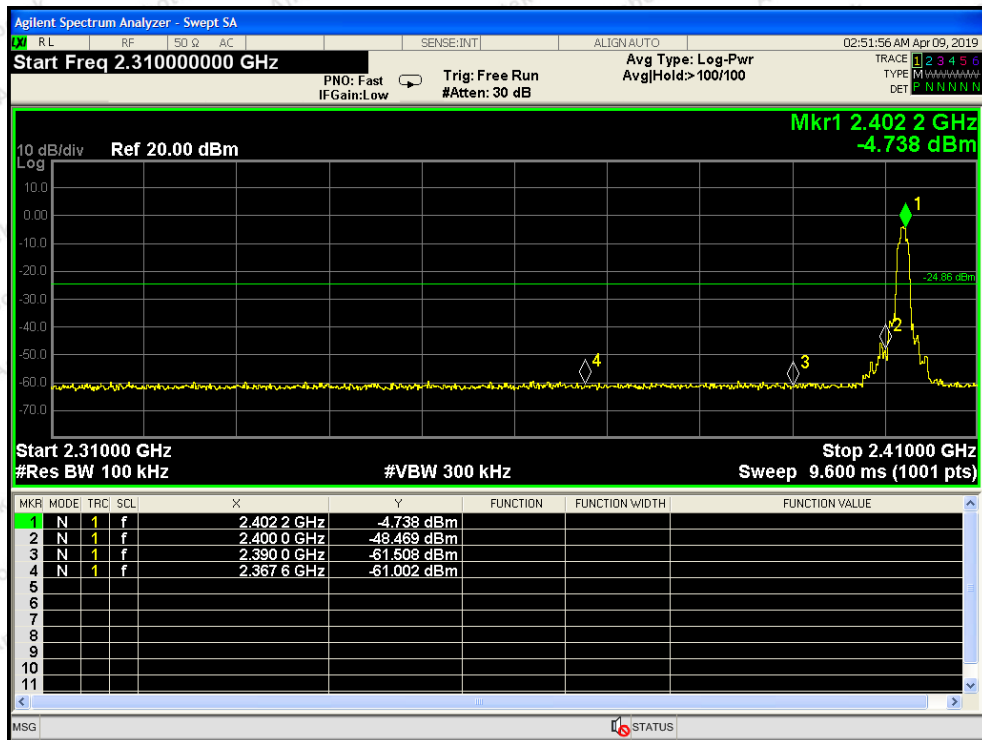 Agilent Spectrum Analyzer - Swept SA
LXI RL RF 50 Ω AC SENSE:INT ALIGNAUTO 02:51:56 AM Apr 09, 2019
Start Freq 2.310000000 GHz
PNO: Fast
IFGain:Low
Trig: Free Run
#Atten: 30 dB
Avg Type: Log-Pwr
Avg|Hold:>100/100
TRACE 1 2 3 4 5 6
TYPE M W W W W W
DET P N N N N N
Mkr1 2.402 2 GHz
-4.738 dBm
10 dB/div Ref 20.00 dBm
Log
10.0
0.00
-10.0
-20.0
-30.0
-40.0
-50.0
-60.0
-70.0
1
-24.86 dBm
2
4
3
Start 2.31000 GHz Stop 2.41000 GHz
#Res BW 100 kHz #VBW 300 kHz Sweep 9.600 ms (1001 pts)
MKR MODE TRC SCL X Y FUNCTION FUNCTION WIDTH FUNCTION VALUE
1 N 1 f 2.402 2 GHz -4.738 dBm
2 N 1 f 2.400 0 GHz -48.469 dBm
3 N 1 f 2.390 0 GHz -61.508 dBm
4 N 1 f 2.367 6 GHz -61.002 dBm
5
6
7
8
9
10
11
MSG STATUS